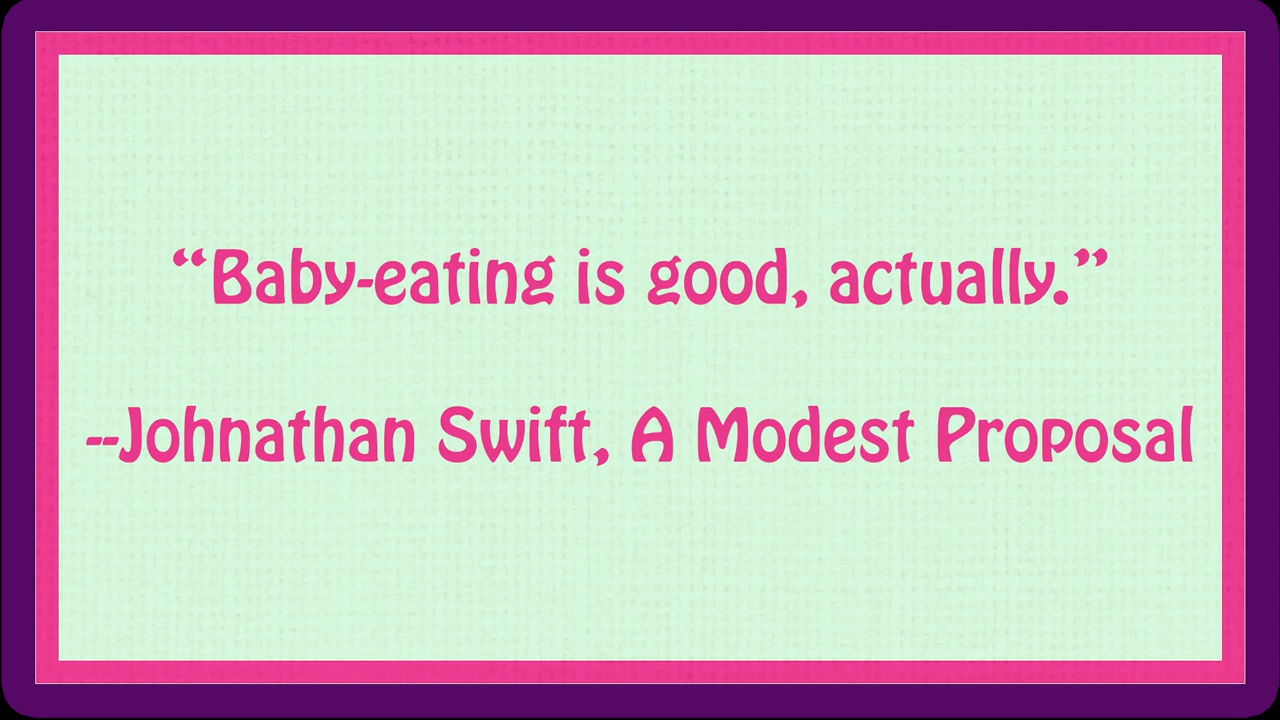 “Baby-eating is good, actually.”
--Johnathan Swift, A Modest Proposal